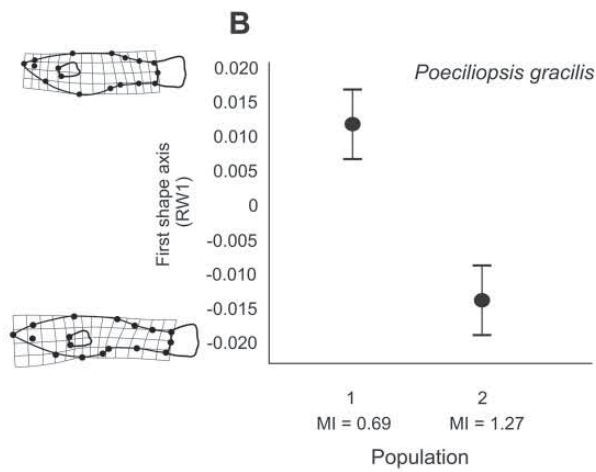 B
Poeciliopsis gracilis
First shape axis
(RW1)
0.020
0.015
0.010
0.005
0
-0.005
-0.010
-0.015
-0.020
1
2
MI = 0.69
MI = 1.27
Population